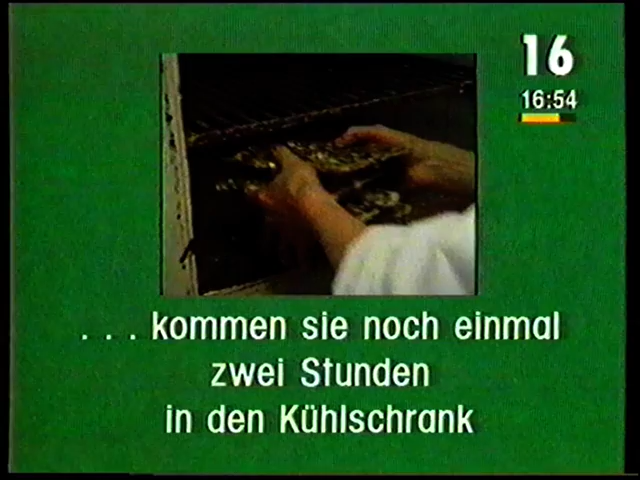 16
16:54
. . . kommen sie noch einmal
zwei Stunden
in den Kühlschrank